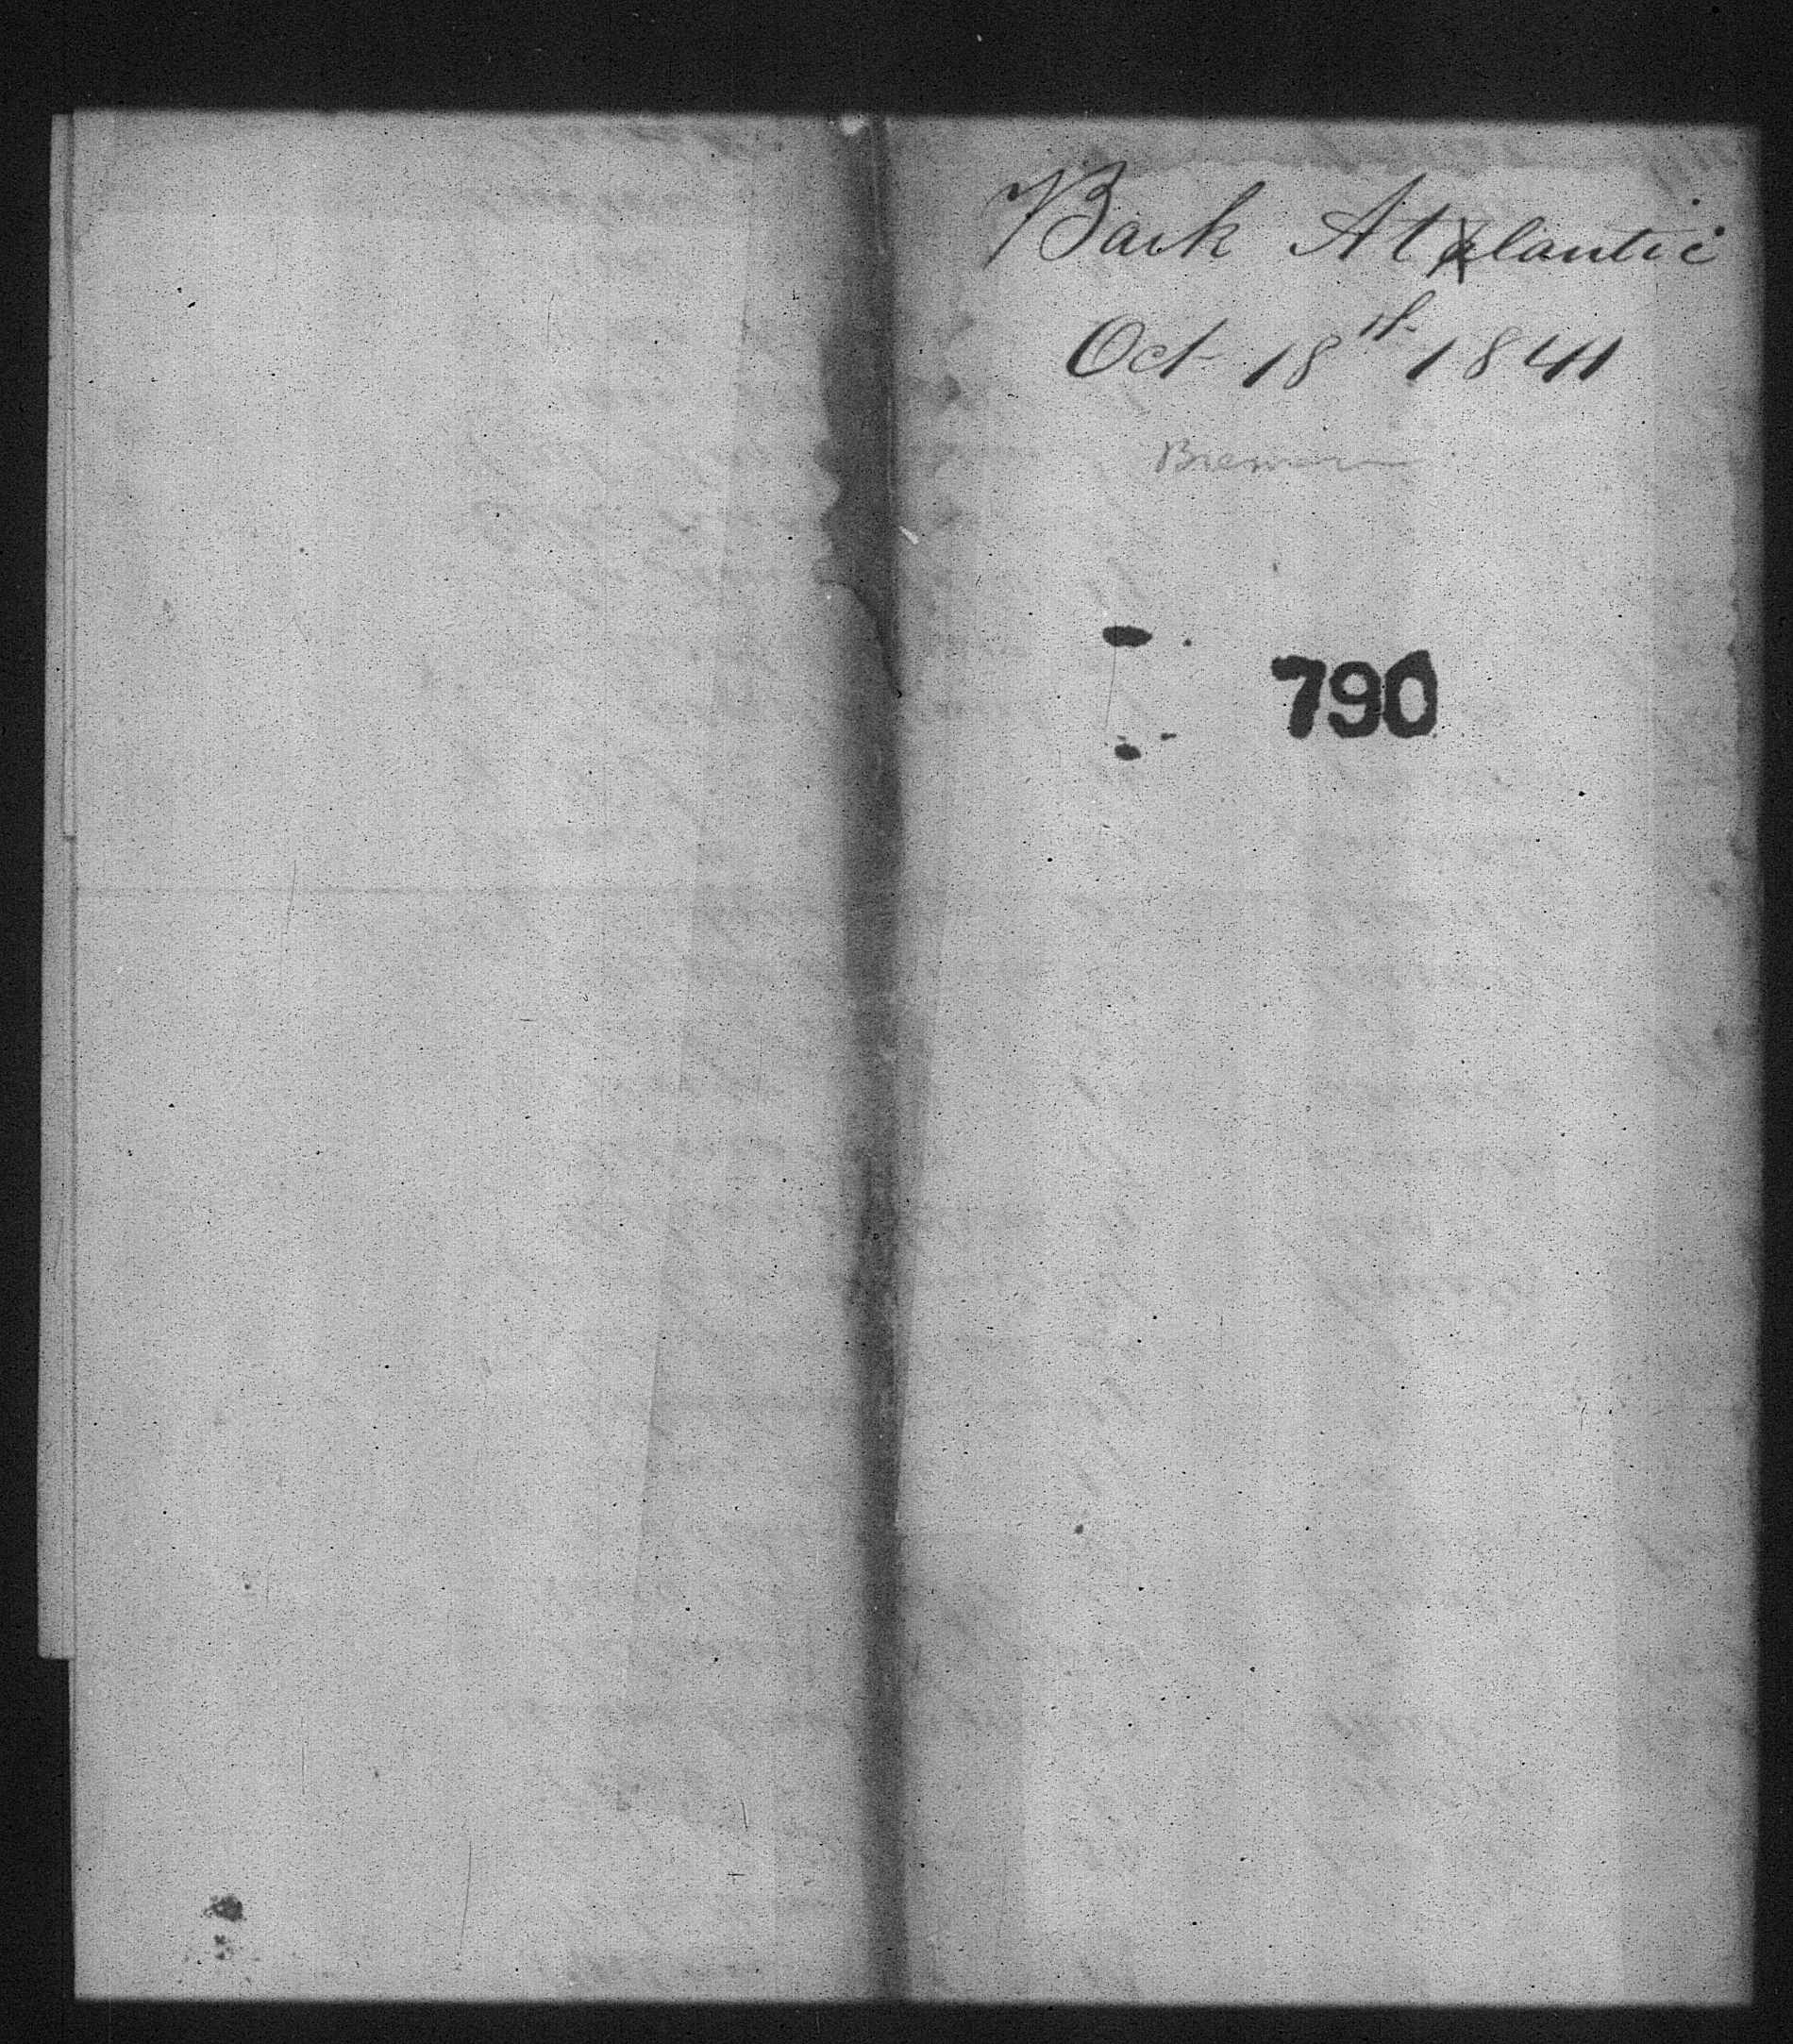 Bark Atlantic
Oct 18th 1841
Bremen
790